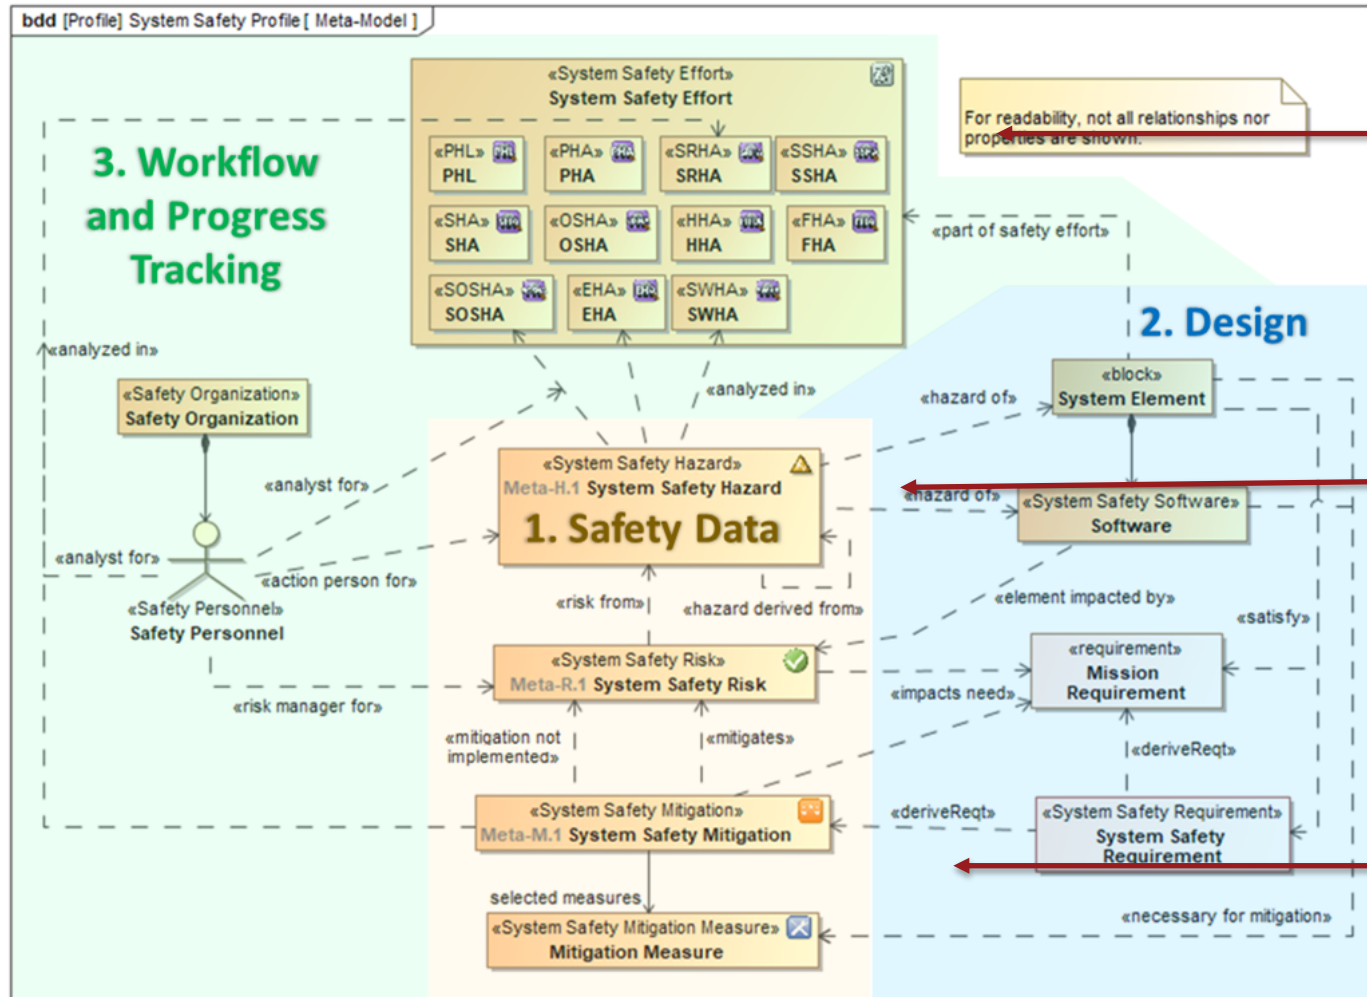 bdd [Profile] System Safety Profile [ Meta-Model ]
«System Safety Effort»
System Safety Effort
For readability, not all relationships nor
properties are shown.
3. Workflow
and Progress
Tracking
«PHL»
PHL
«PHA»
PHA
«SRHA»
SRHA
«SSHA»
SSHA
«SHA»
SHA
«OSHA»
OSHA
«HHA»
HHA
«FHA»
FHA
«SOSHA»
SOSHA
«EHA»
EHA
«SWHA»
SWHA
«part of safety effort»
2. Design
«analyzed in»
«Safety Organization»
Safety Organization
«analyzed in»
«hazard of»
«block»
System Element
«analyst for»
«System Safety Hazard»
Meta-H.1 System Safety Hazard
1. Safety Data
«hazard of»
«System Safety Software»
Software
«analyst for»
«action person for»
«Safety Personnel»
Safety Personnel
«risk from»
«hazard derived from»
«element impacted by»
«satisfy»
«System Safety Risk»
Meta-R.1 System Safety Risk
«requirement»
Mission
Requirement
«impacts need»
«risk manager for»
«mitigation not
implemented»
«mitigates»
«deriveReqt»
«System Safety Mitigation»
Meta-M.1 System Safety Mitigation
«deriveReqt»
«System Safety Requirement»
System Safety
Requirement
selected measures
«System Safety Mitigation Measure»
Mitigation Measure
«necessary for mitigation»